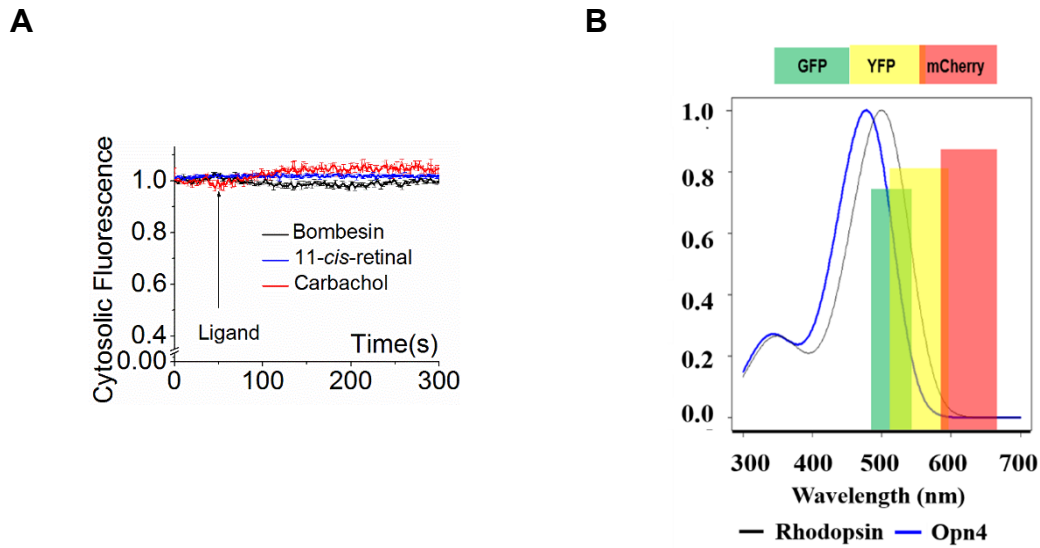 A
Cytosolic Fluorescence
1.0
0.8
0.6
0.4
0.00
Bombesin
11-cis-retinal
Carbachol
Ligand
Time(s)
0 100 200 300
B
GFP YFP mCherry
1.0
0.8
0.6
0.4
0.2
0.0
300 400 500 600 700
Wavelength (nm)
Rhodopsin Opn4